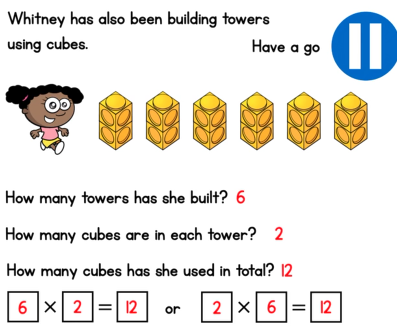 Whitney has also been building towers
using cubes.
Have a go
How many towers has she built? 6
How many cubes are in each tower? 2
How many cubes has she used in total? 12
6 × 2 = 12 or 2 × 6 = 12